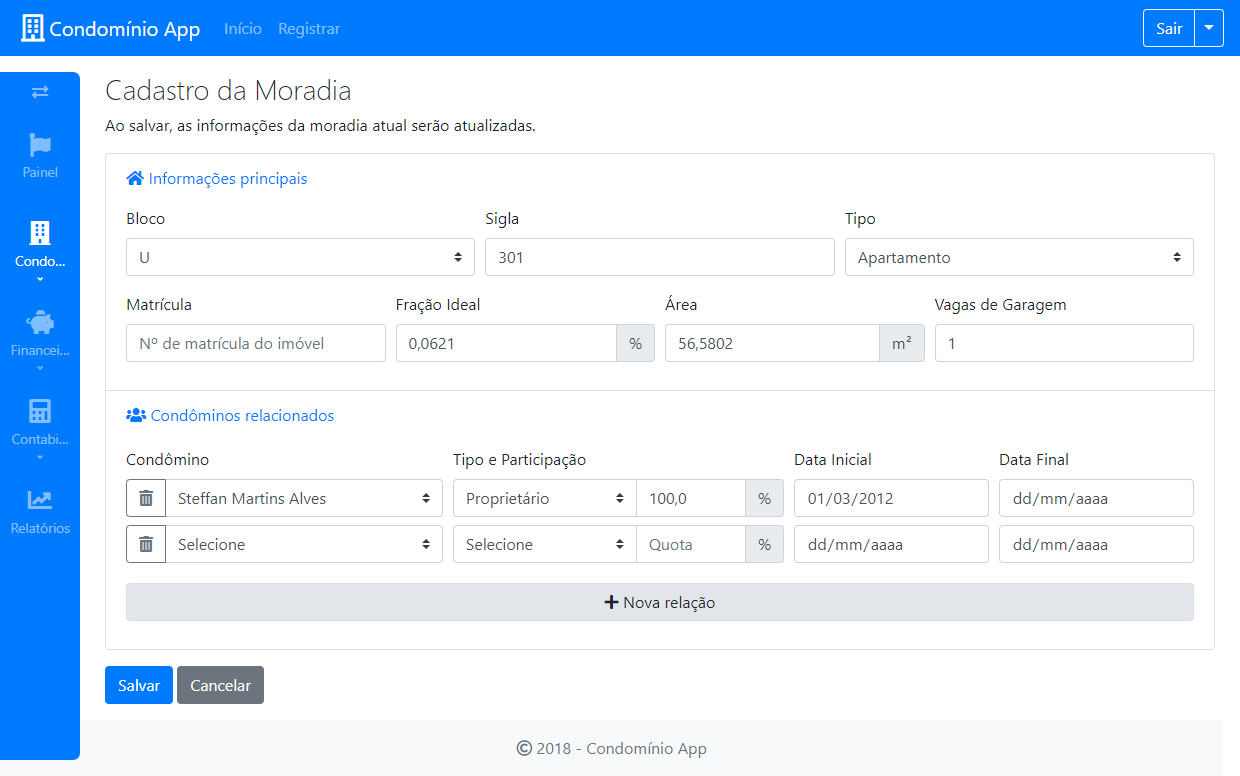 Condomínio App Início Registrar Sair
Cadastro da Moradia
Ao salvar, as informações da moradia atual serão atualizadas.
Painel
Condo...
Financei...
Contabi...
Relatórios
Informações principais
Bloco Sigla Tipo
U 301 Apartamento
Matrícula Fração Ideal Área Vagas de Garagem
Nº de matrícula do imóvel 0,0621 % 56,5802 m² 1
Condôminos relacionados
Condômino Tipo e Participação Data Inicial Data Final
Steffan Martins Alves Proprietário 100,0 % 01/03/2012 dd/mm/aaaa
Selecione Selecione Quota % dd/mm/aaaa dd/mm/aaaa
Nova relação
Salvar Cancelar
© 2018 - Condomínio App